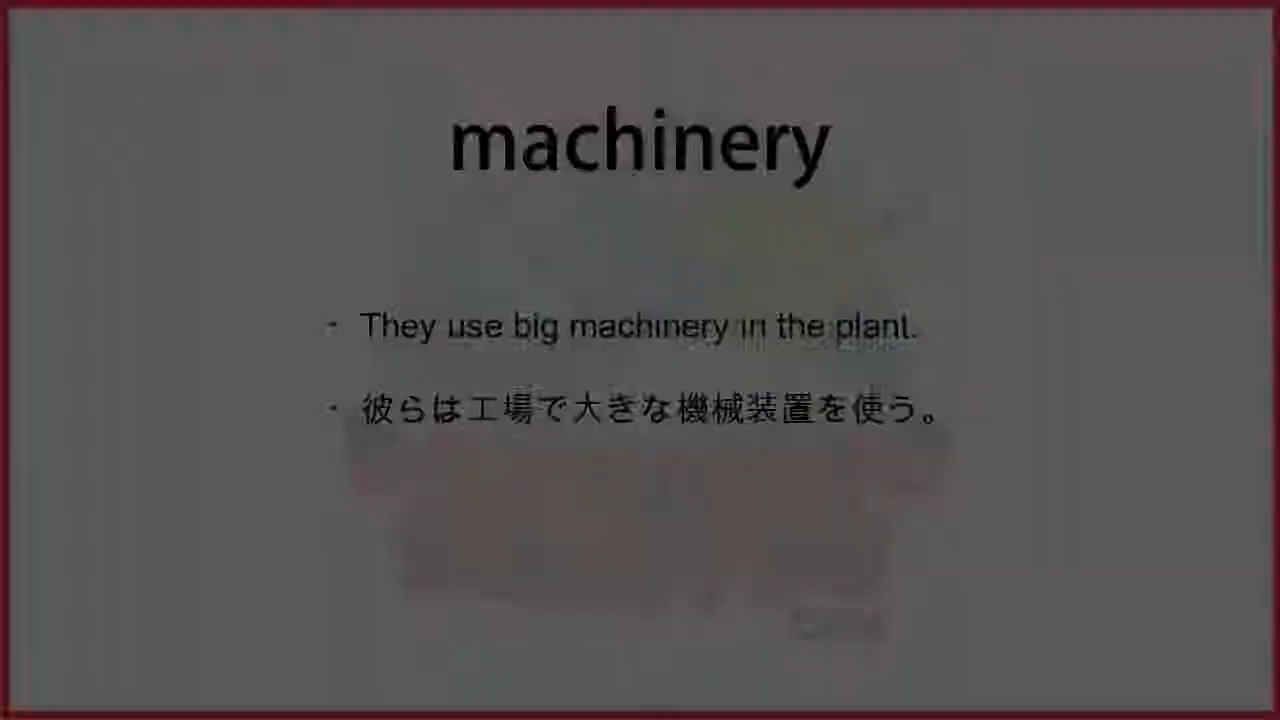 machinery
- They use big machinery in the plant.
- 彼らは工場で大きな機械装置を使う。